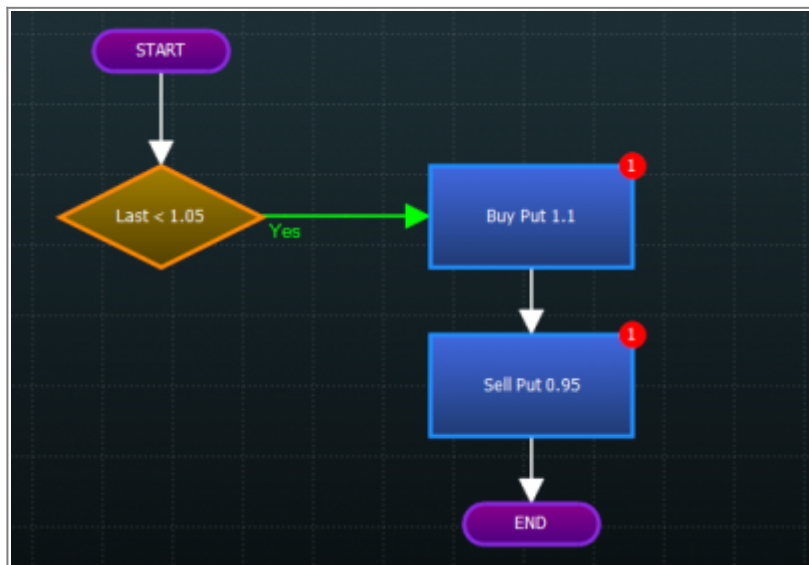 START
Last < 1.05
Yes
1
Buy Put 1.1
1
Sell Put 0.95
END